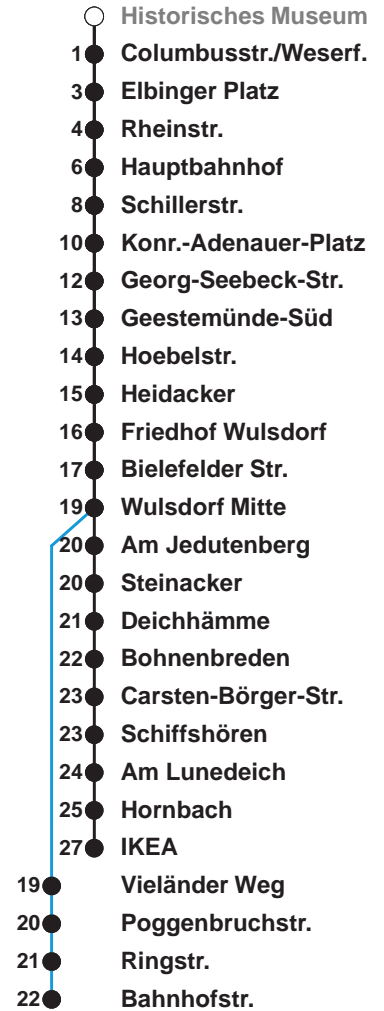 Historisches Museum
1 Columbusstr./Weserf.
3 Elbinger Platz
4 Rheinstr.
6 Hauptbahnhof
8 Schillerstr.
10 Konr.-Adenauer-Platz
12 Georg-Seebeck-Str.
13 Geestemünde-Süd
14 Hoebelstr.
15 Heidacker
16 Friedhof Wulsdorf
17 Bielefelder Str.
19 Wulsdorf Mitte
20 Am Jedutenberg
20 Steinacker
21 Deichhämme
22 Bohnenbreden
23 Carsten-Börger-Str.
23 Schiffshören
24 Am Lunedeich
25 Hornbach
27 IKEA
19 Vieländer Weg
20 Poggenbruchstr.
21 Ringstr.
22 Bahnhofstr.